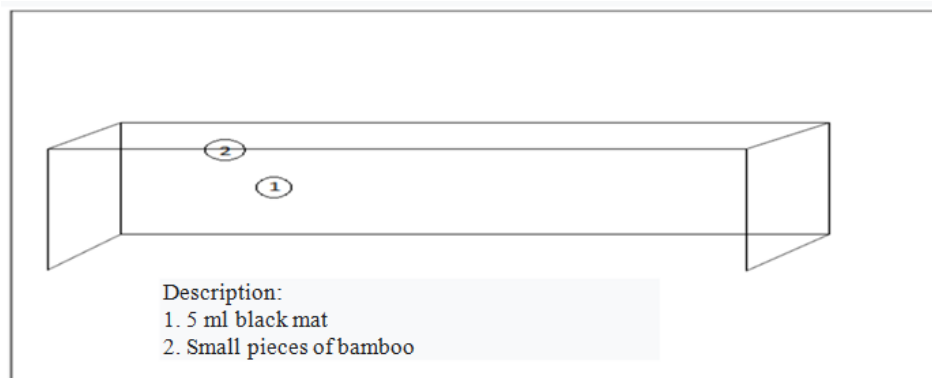 2
1
Description:
1. 5 ml black mat
2. Small pieces of bamboo